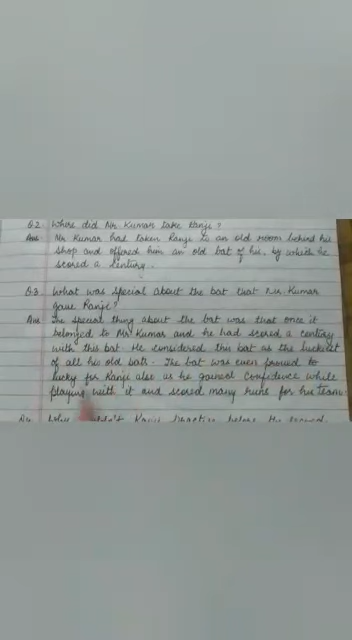 Q.2 Where did Mr Kumar take Ranji?
Ans Mr Kumar had taken Ranji to an old room behind his
shop and offered him an old bat of his, by which he
scored a century.
Q.3 What was special about the bat that Mr. Kumar
gave Ranji?
Ans The special thing about the bat was that once it
belonged to Mr Kumar and he had scored a century
with this bat. He considered this bat as the luckiest
of all his old bats. The bat was even proved to
lucky for Ranji also as he gained confidence while
playing with it and scored many runs for his team.
Ranji practice before the second